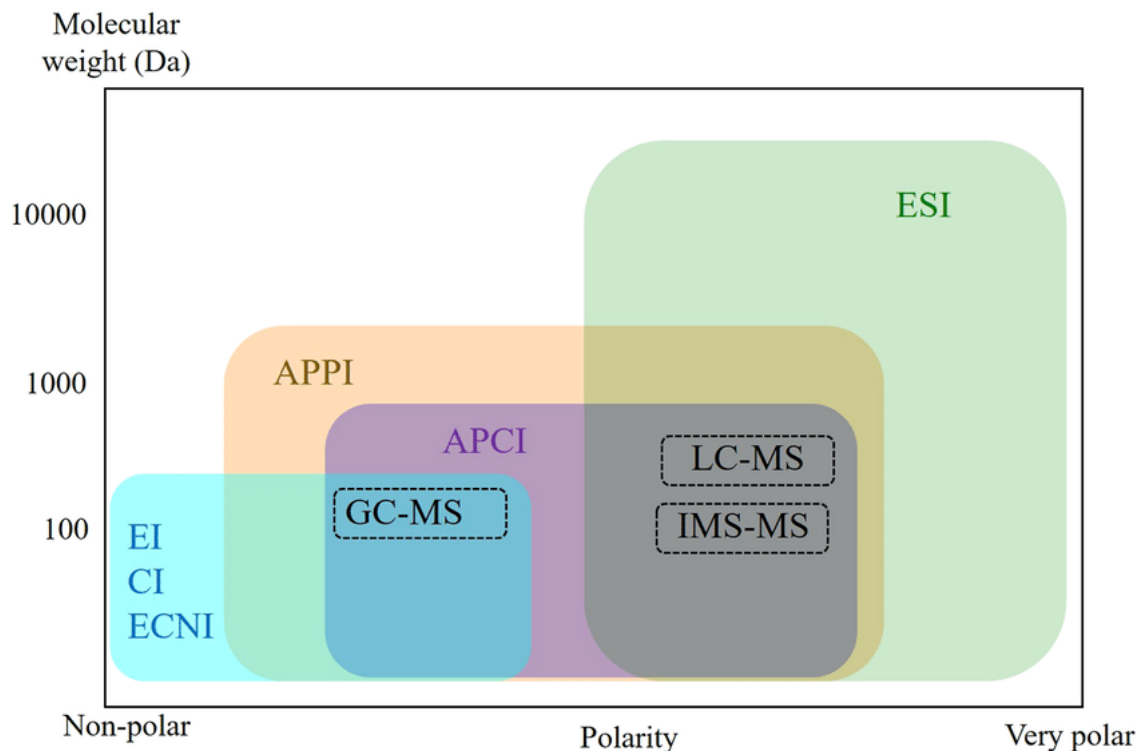 Molecular
weight (Da)
10000
1000
100
ESI
APPI
APCI
LC-MS
GC-MS
IMS-MS
EI
CI
ECNI
Non-polar
Polarity
Very polar